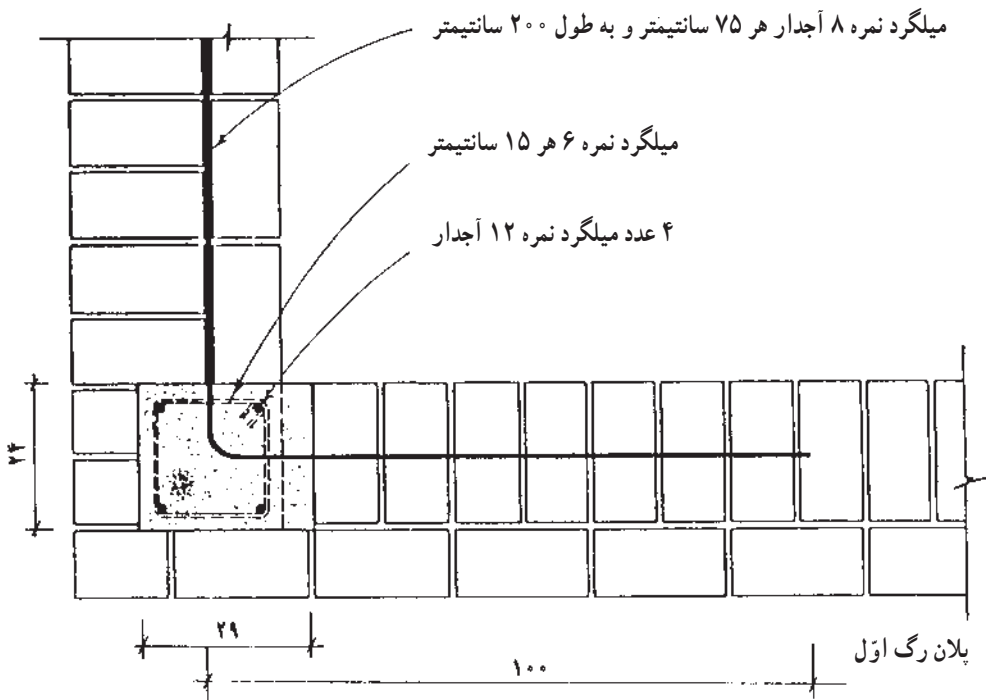 میلگرد نمره ۸ آجدار هر ۷۵ سانتیمتر و به طول ۲۰۰ سانتیمتر
میلگرد نمره ۶ هر ۱۵ سانتیمتر
۴ عدد میلگرد نمره ۱۲ آجدار
۲۴
۲۹
۱۰۰
پلان رگ اوّل